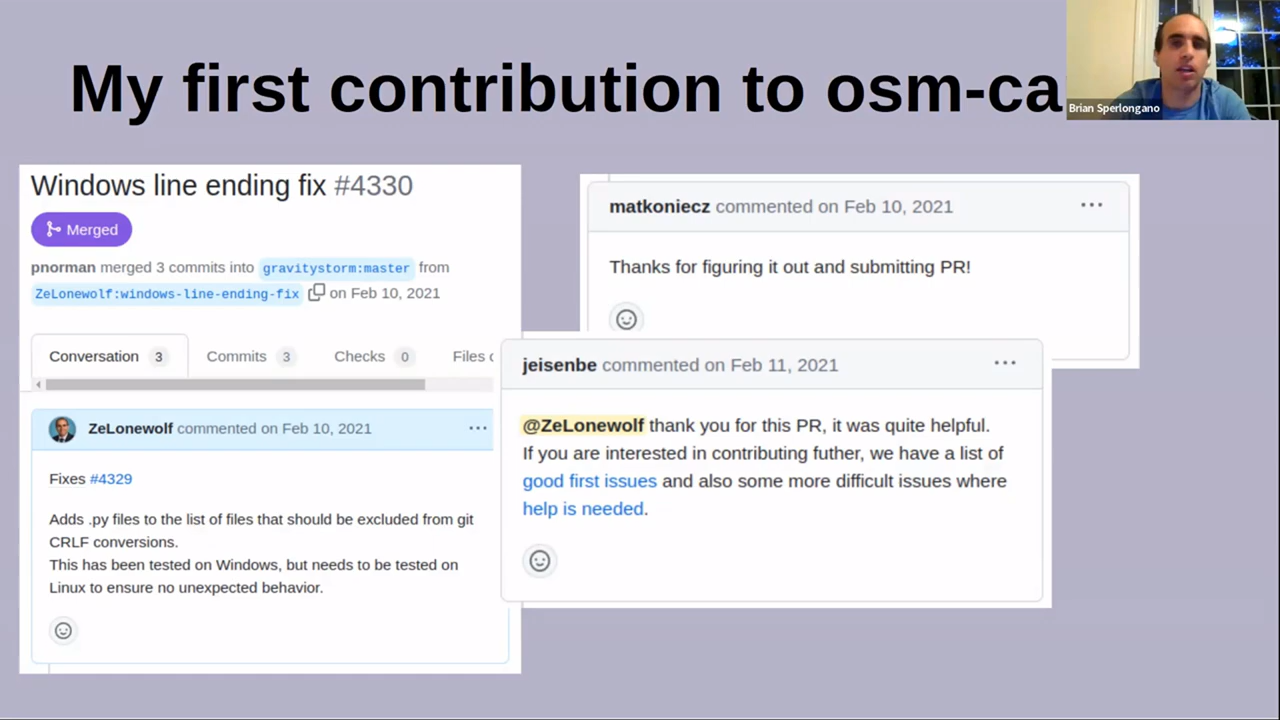 My first contribution to osm-ca
Brian Sperlongano
Windows line ending fix #4330
Merged
pnorman merged 3 commits into gravitystorm:master from
ZeLonewolf:windows-line-ending-fix on Feb 10, 2021
Conversation 3 Commits 3 Checks 0 Files c
ZeLonewolf commented on Feb 10, 2021 ...
Fixes #4329
Adds .py files to the list of files that should be excluded from git
CRLF conversions.
This has been tested on Windows, but needs to be tested on
Linux to ensure no unexpected behavior.
matkoniecz commented on Feb 10, 2021 ...
Thanks for figuring it out and submitting PR!
jeisenbe commented on Feb 11, 2021 ...
@ZeLonewolf thank you for this PR, it was quite helpful.
If you are interested in contributing futher, we have a list of
good first issues and also some more difficult issues where
help is needed.